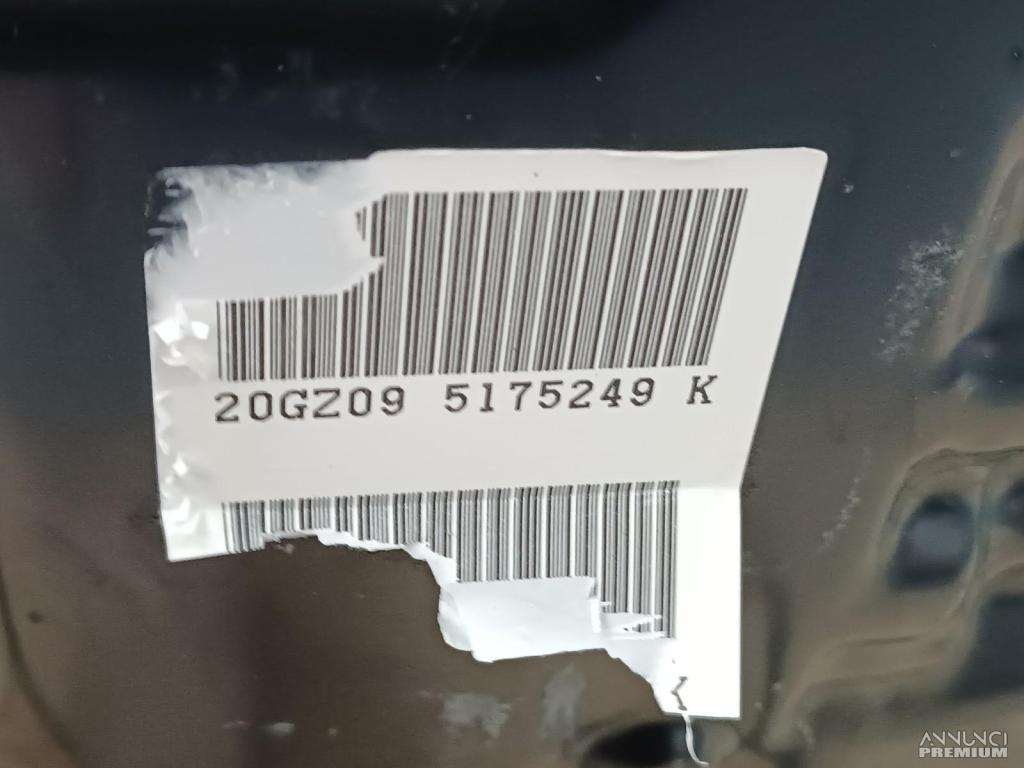 20GZ09 5175249 K
K
ANNUNCI
PREMIUM